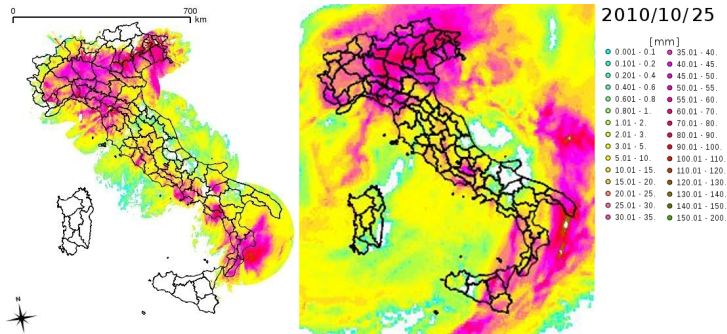 0 700
km
N
2010/10/25
[mm]
0.001 - 0.1 35.01 - 40.
0.101 - 0.2 40.01 - 45.
0.201 - 0.4 45.01 - 50.
0.401 - 0.6 50.01 - 55.
0.601 - 0.8 55.01 - 60.
0.801 - 1. 60.01 - 70.
1.01 - 2. 70.01 - 80.
2.01 - 3. 80.01 - 90.
3.01 - 5. 90.01 - 100.
5.01 - 10. 100.01 - 110.
10.01 - 15. 110.01 - 120.
15.01 - 20. 120.01 - 130.
20.01 - 25. 130.01 - 140.
25.01 - 30. 140.01 - 150.
30.01 - 35. 150.01 - 200.